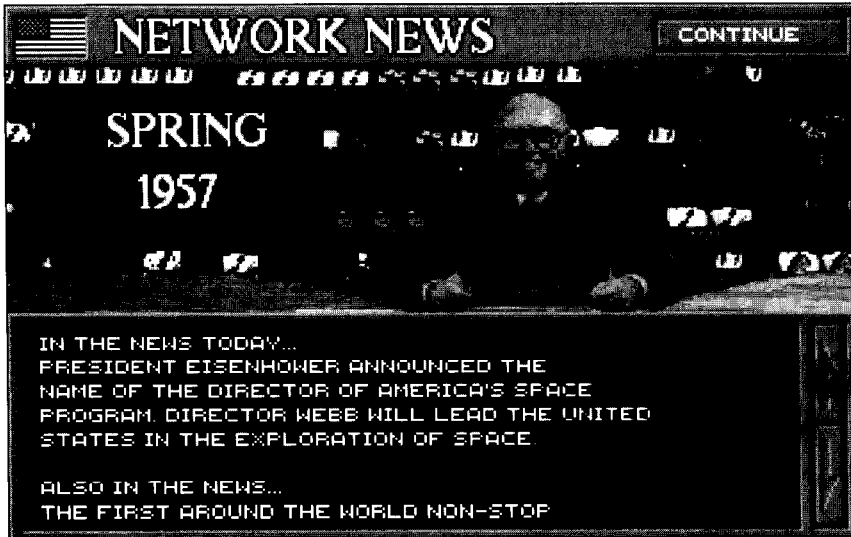 NETWORK NEWS
CONTINUE
SPRING
1957
IN THE NEWS TODAY...
PRESIDENT EISENHOWER ANNOUNCED THE
NAME OF THE DIRECTOR OF AMERICA'S SPACE
PROGRAM. DIRECTOR WEBB WILL LEAD THE UNITED
STATES IN THE EXPLORATION OF SPACE.
ALSO IN THE NEWS...
THE FIRST AROUND THE WORLD NON-STOP